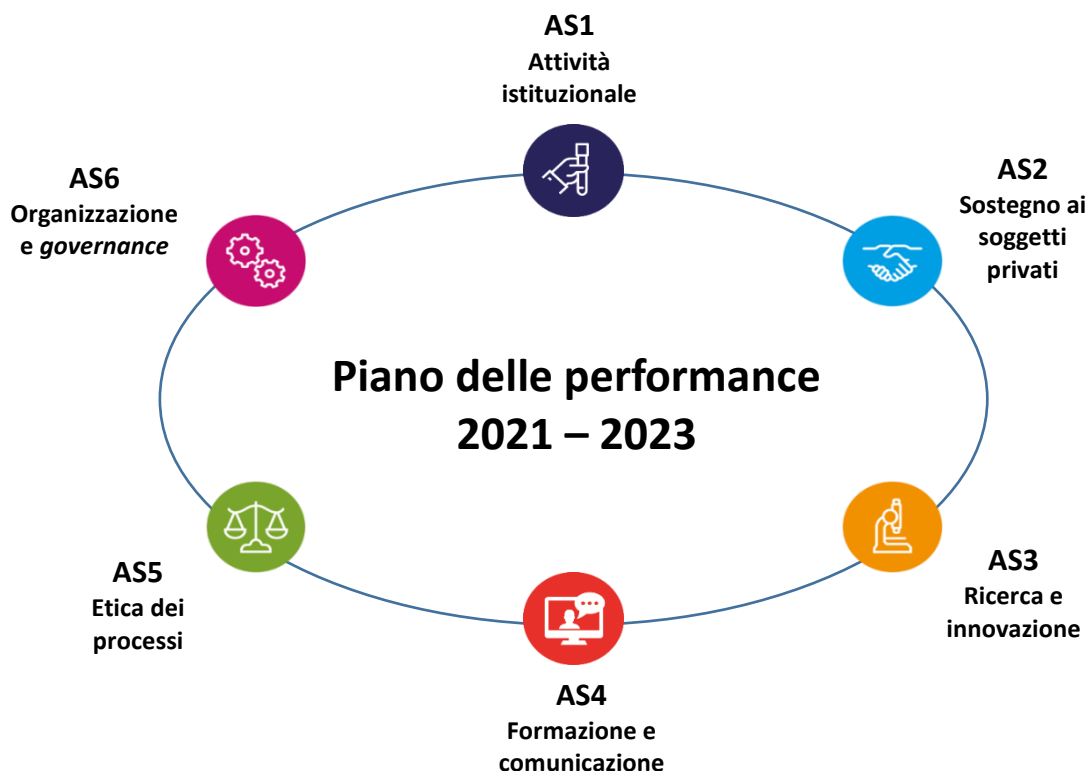 AS1
Attività
istituzionale
AS2
Sostegno ai
soggetti
privati
AS3
Ricerca e
innovazione
AS4
Formazione e
comunicazione
AS5
Etica dei
processi
AS6
Organizzazione
e governance
Piano delle performance
2021 – 2023